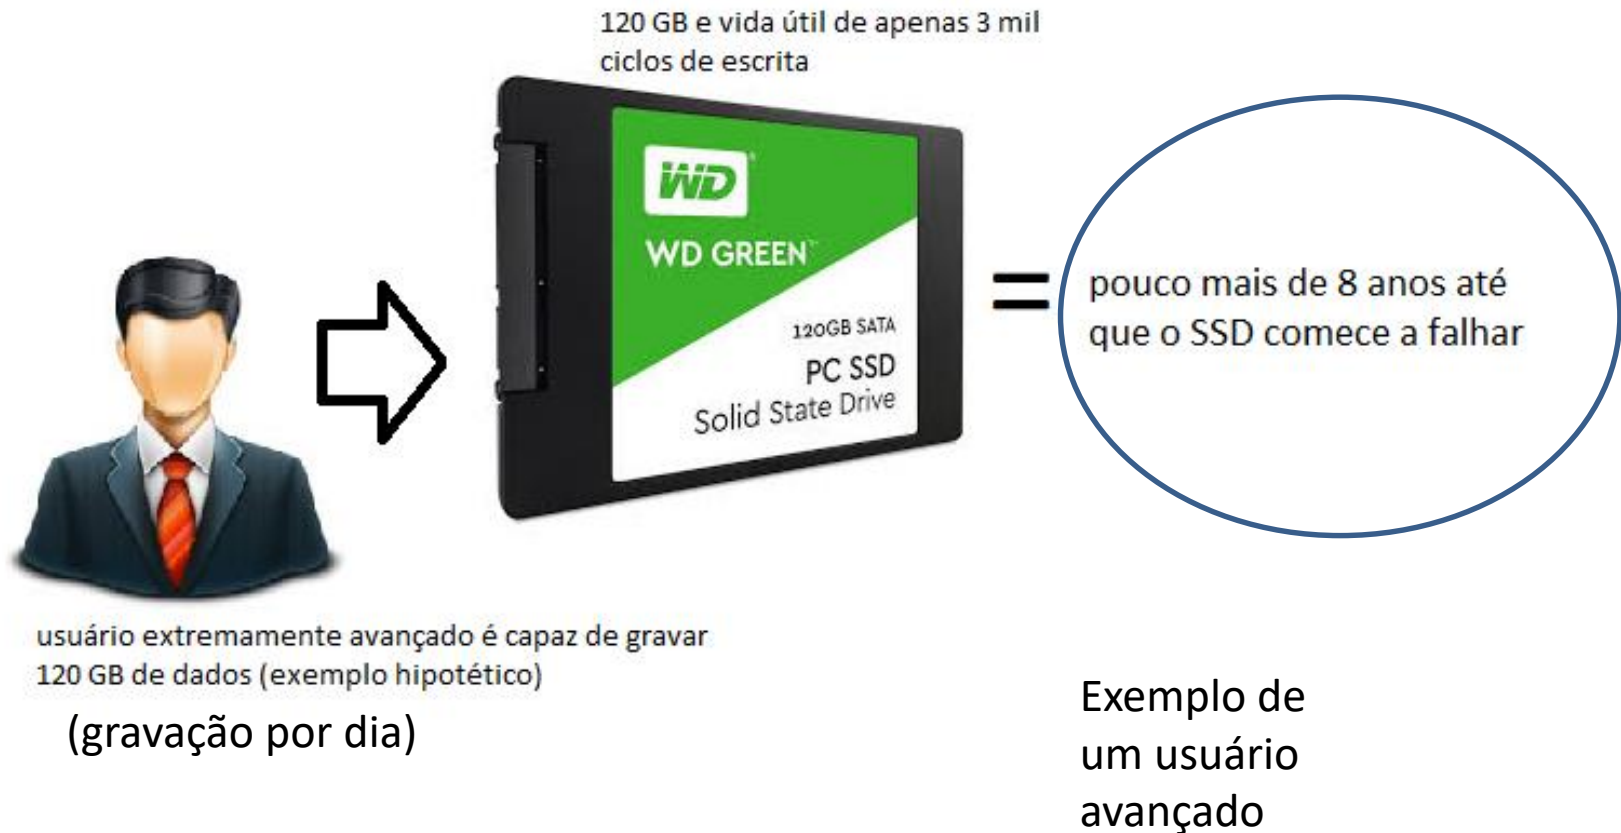 120 GB e vida útil de apenas 3 mil
ciclos de escrita
WD
WD GREEN™
120GB SATA
PC SSD
Solid State Drive
=
pouco mais de 8 anos até
que o SSD comece a falhar
usuário extremamente avançado é capaz de gravar
120 GB de dados (exemplo hipotético)
(gravação por dia)
Exemplo de
um usuário
avançado